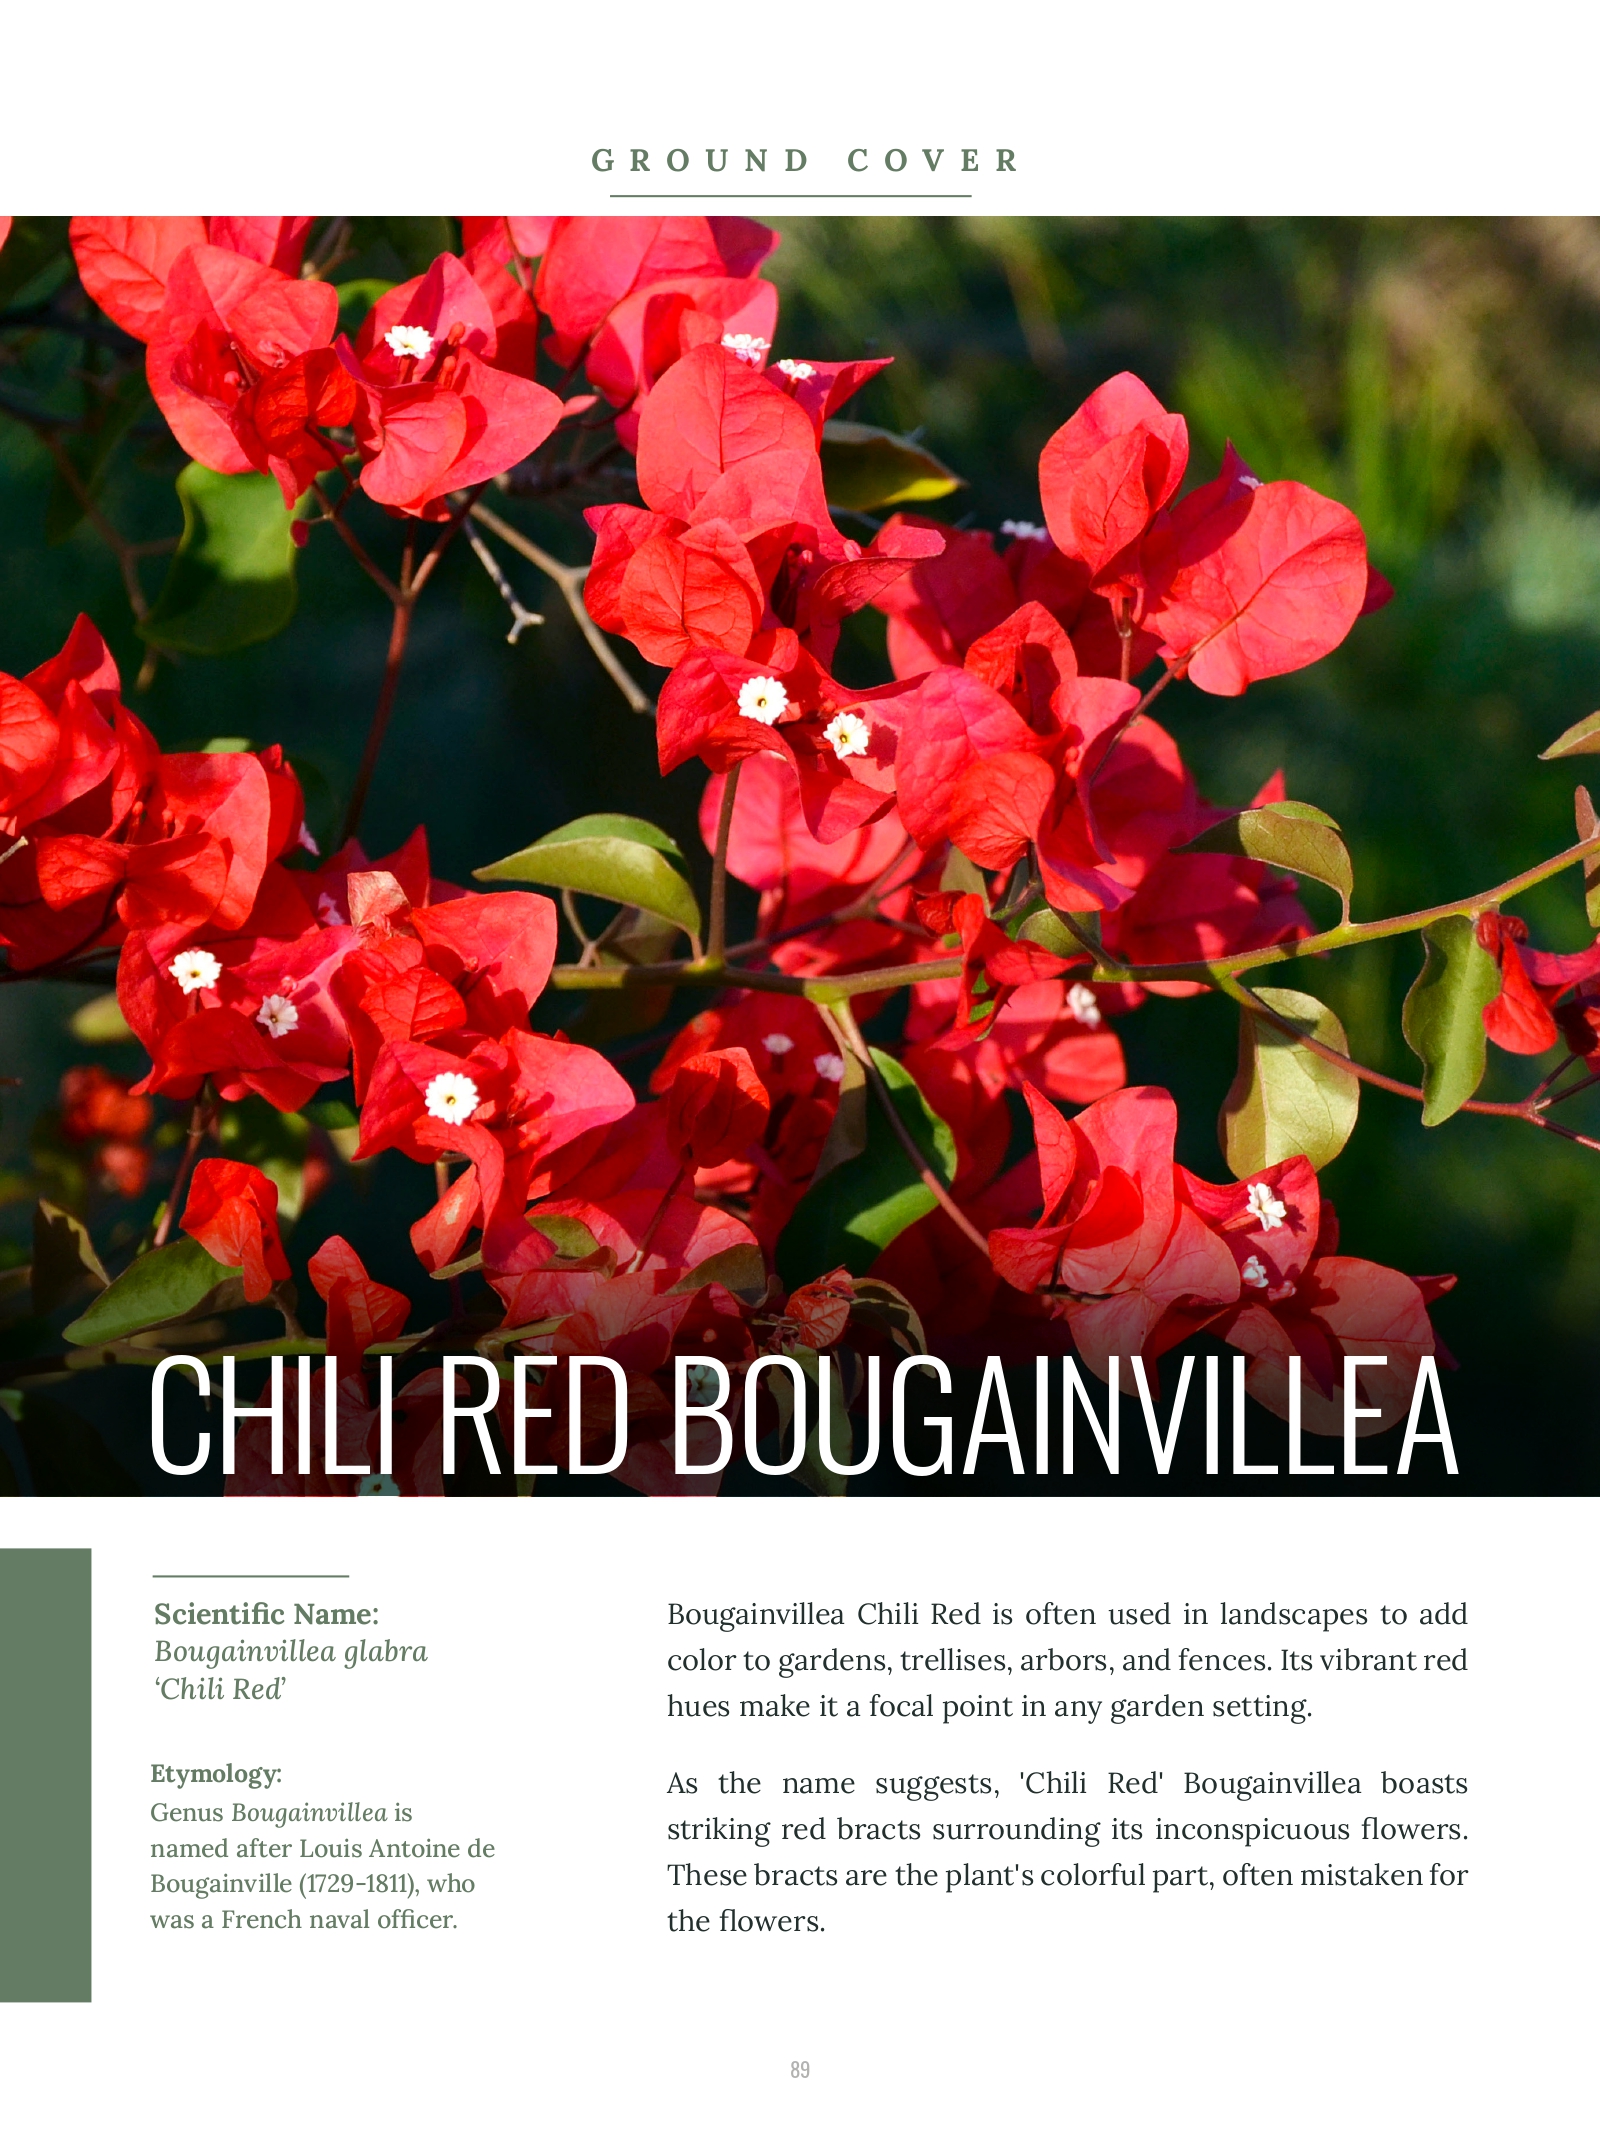 GROUND COVER
CHILI RED BOUGAINVILLEA
Scientific Name:
Bougainvillea glabra
‘Chili Red’
Etymology:
Genus Bougainvillea is
named after Louis Antoine de
Bougainville (1729-1811), who
was a French naval officer.
Bougainvillea Chili Red is often used in landscapes to add
color to gardens, trellises, arbors, and fences. Its vibrant red
hues make it a focal point in any garden setting.
As the name suggests, 'Chili Red' Bougainvillea boasts
striking red bracts surrounding its inconspicuous flowers.
These bracts are the plant's colorful part, often mistaken for
the flowers.
89